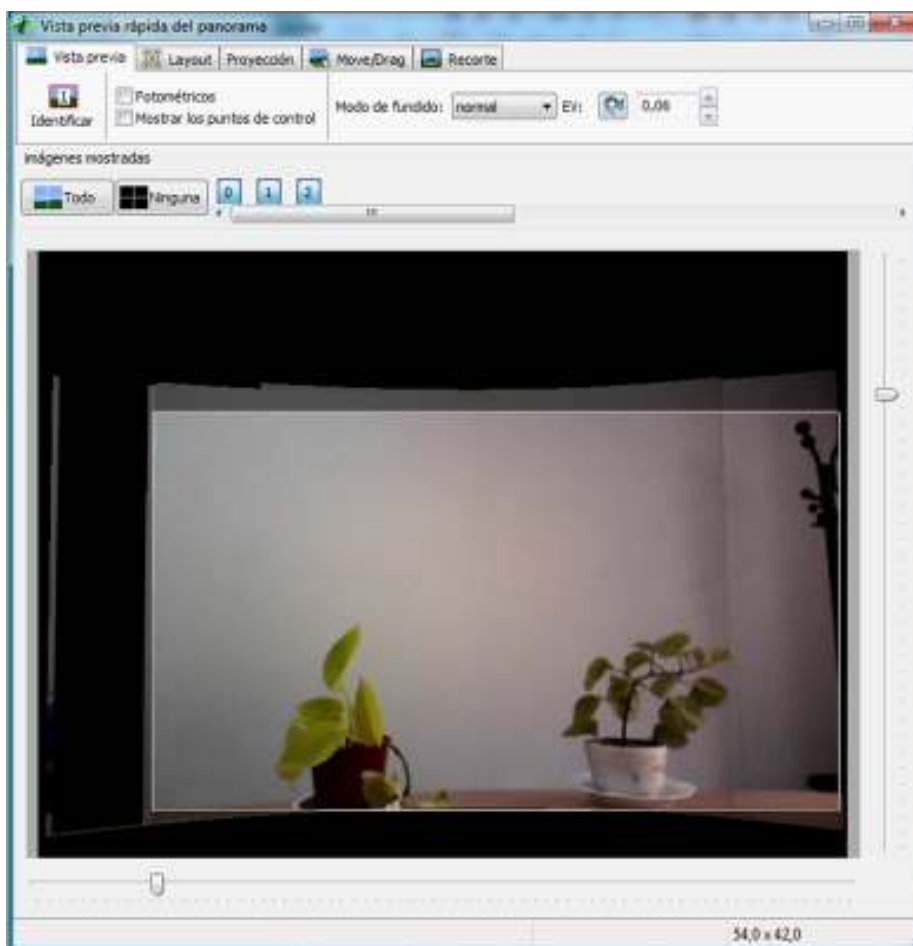 Vista previa rápida del panorama
Vista previa Layout Proyección Move/Drag Recorte
Identificar
Fotométricos
Mostrar los puntos de control
Modo de fundido: normal EV: 0,06
imágenes mostradas
Todo Ninguna 0 1 2
54,0 x 42,0